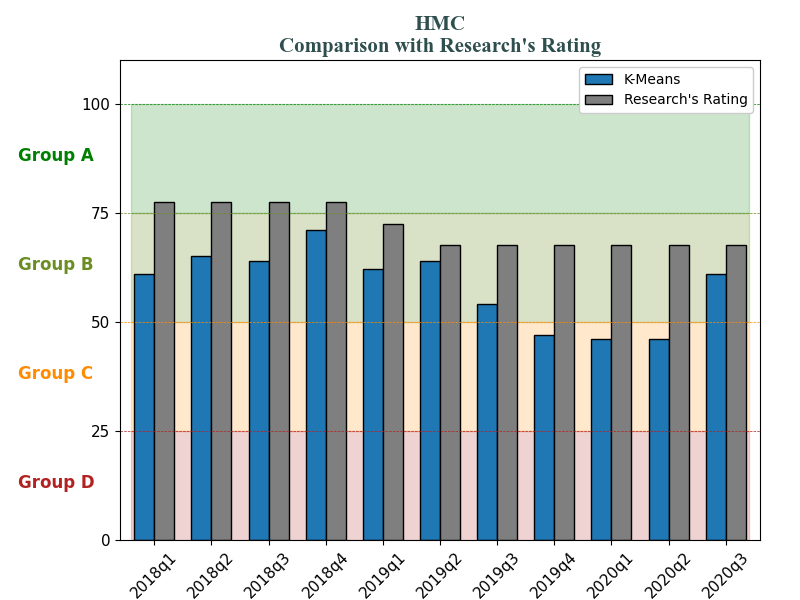 HMC
Comparison with Research's Rating
K-Means
Research's Rating
100
Group A
75
Group B
50
Group C
25
Group D
0
2018q1
2018q2
2018q3
2018q4
2019q1
2019q2
2019q3
2019q4
2020q1
2020q2
2020q3